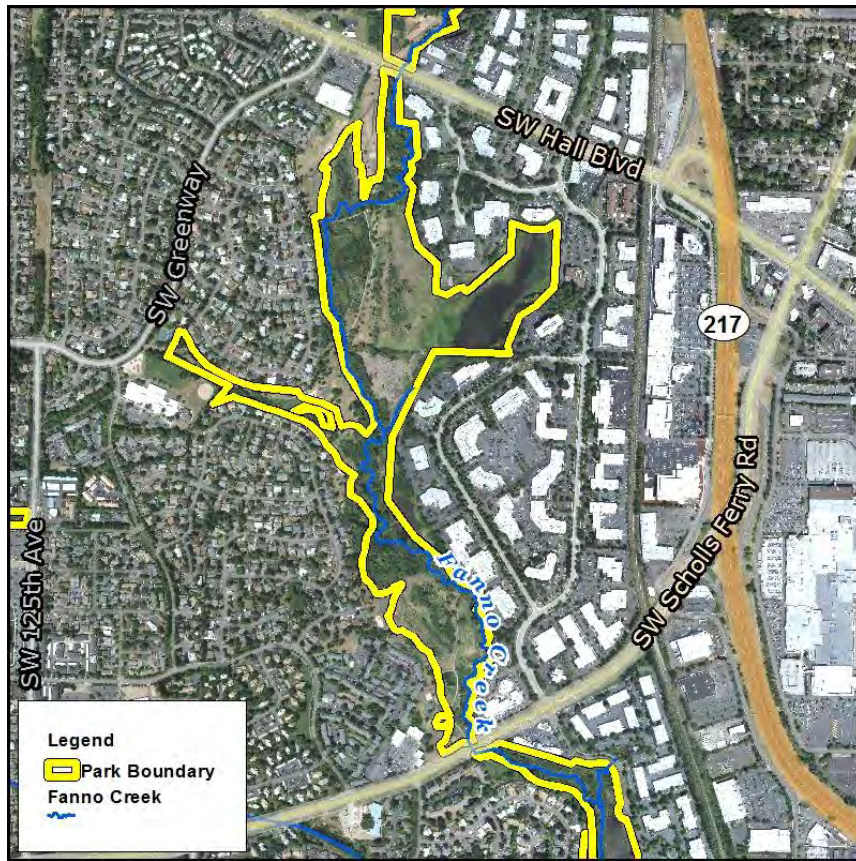 SW Hall Blvd
SW Greenway
217
SW Scholls Ferry Rd
Fanno Creek
SW 125th Ave
Legend
Park Boundary
Fanno Creek